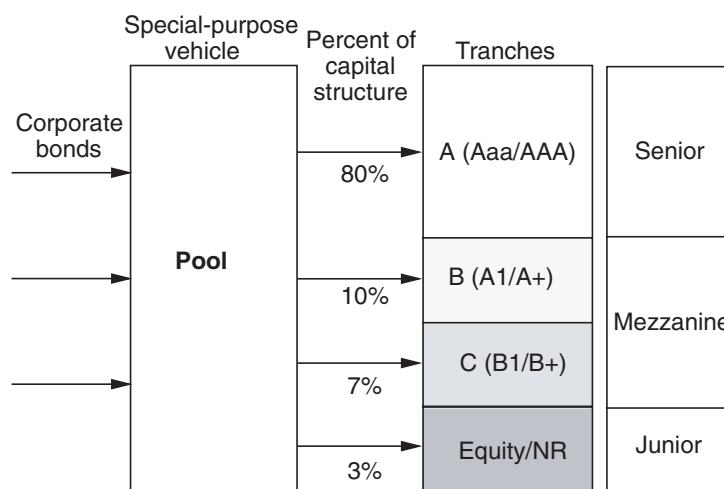 Special-purpose
vehicle
Percent of
capital
structure
Tranches
Corporate
bonds
Pool
80%
A (Aaa/AAA)
Senior
10%
B (A1/A+)
Mezzanine
7%
C (B1/B+)
3%
Equity/NR
Junior